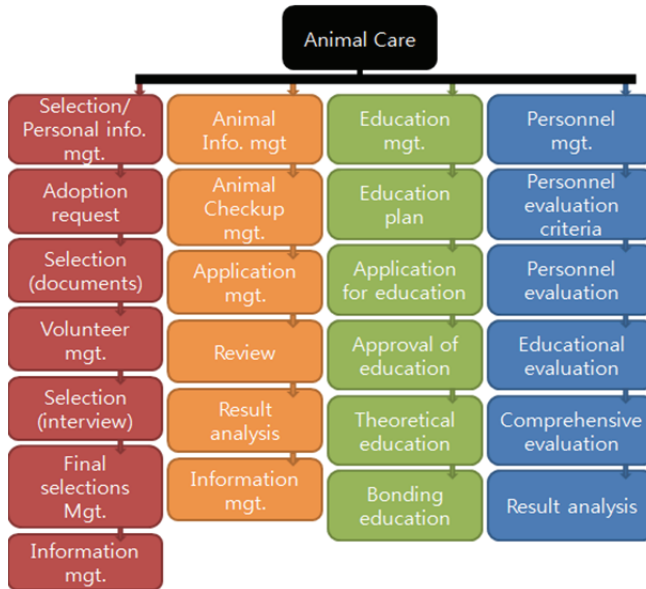 Animal Care
Selection/
Personal info.
mgt.
Adoption
request
Selection
(documents)
Volunteer
mgt.
Selection
(interview)
Final
selections
Mgt.
Information
mgt.
Animal
Info. mgt
Animal
Checkup
mgt.
Application
mgt.
Review
Result
analysis
Information
mgt.
Education
mgt.
Education
plan
Application
for education
Approval of
education
Theoretical
education
Bonding
education
Personnel
mgt.
Personnel
evaluation
criteria
Personnel
evaluation
Educational
evaluation
Comprehensive
evaluation
Result analysis